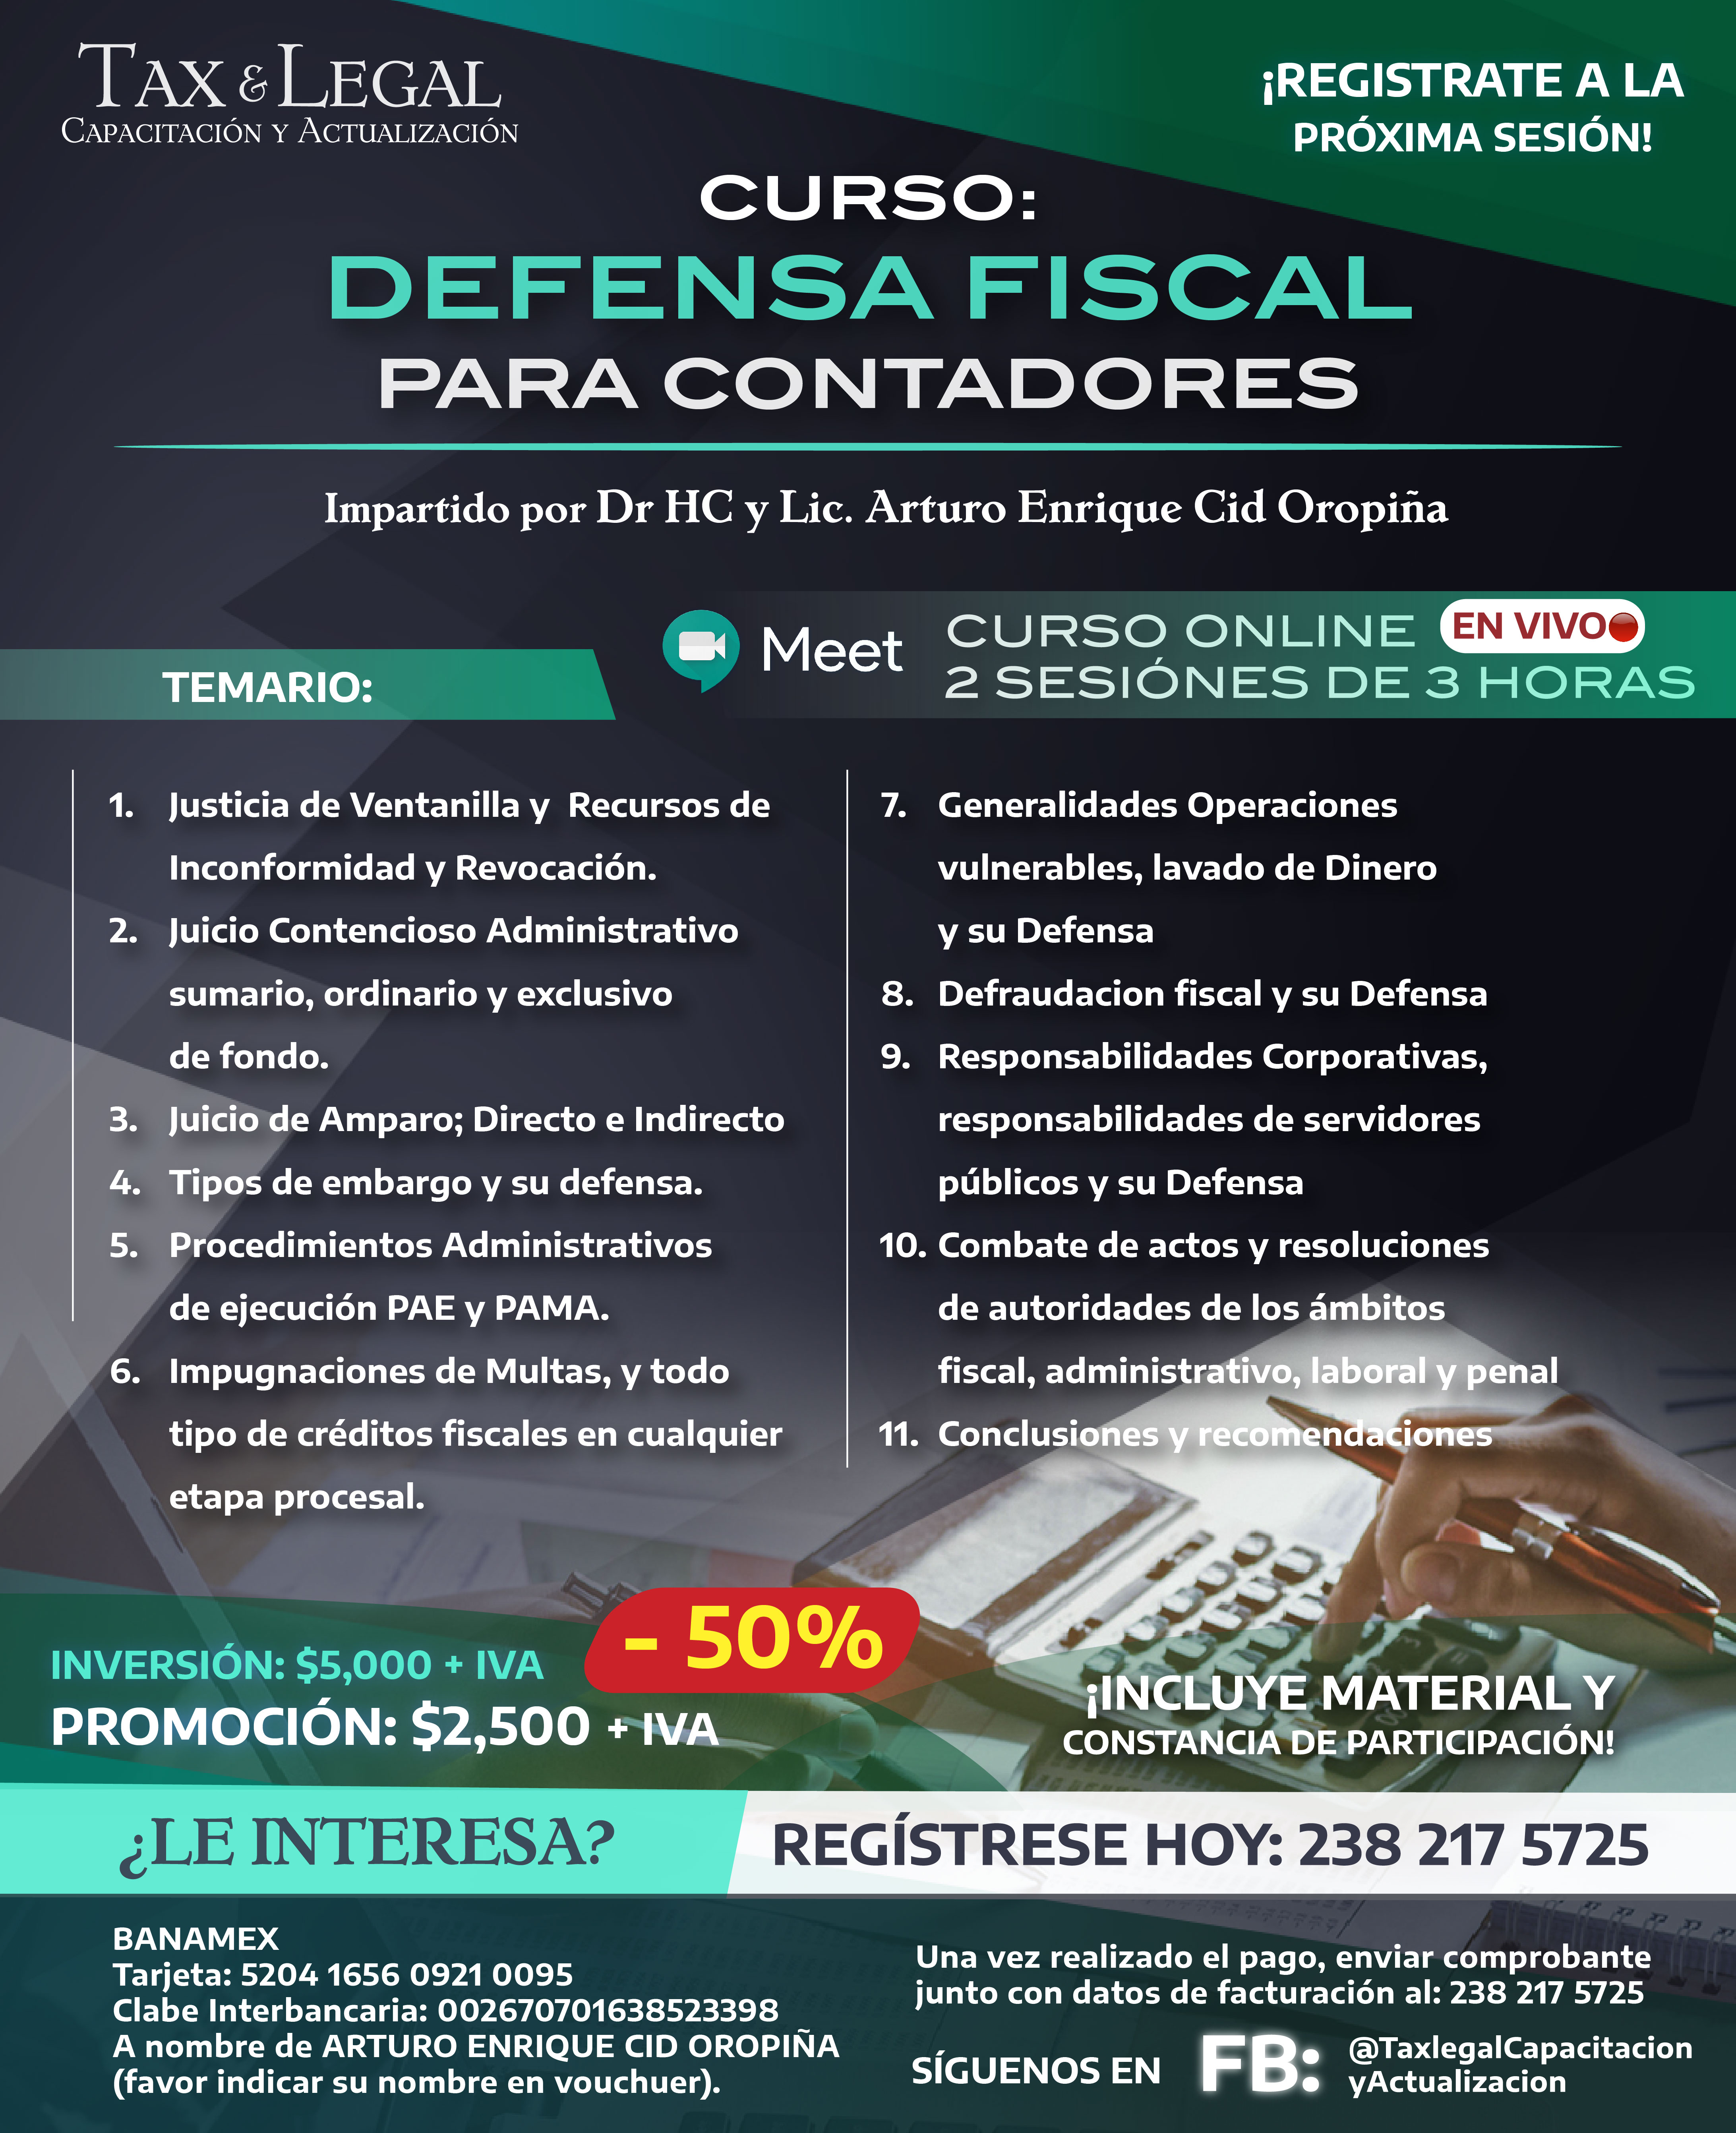 TAX & LEGAL
CAPACITACIÓN Y ACTUALIZACIÓN
¡REGISTRATE A LA
PRÓXIMA SESIÓN!
CURSO:
DEFENSA FISCAL
PARA CONTADORES
Impartido por Dr HC y Lic. Arturo Enrique Cid Oropiña
Meet
CURSO ONLINE EN VIVO
2 SESIÓNES DE 3 HORAS
TEMARIO:
1. Justicia de Ventanilla y Recursos de
Inconformidad y Revocación.
2. Juicio Contencioso Administrativo
sumario, ordinario y exclusivo
de fondo.
3. Juicio de Amparo; Directo e Indirecto
4. Tipos de embargo y su defensa.
5. Procedimientos Administrativos
de ejecución PAE y PAMA.
6. Impugnaciones de Multas, y todo
tipo de créditos fiscales en cualquier
etapa procesal.
7. Generalidades Operaciones
vulnerables, lavado de Dinero
y su Defensa
8. Defraudacion fiscal y su Defensa
9. Responsabilidades Corporativas,
responsabilidades de servidores
públicos y su Defensa
10. Combate de actos y resoluciones
de autoridades de los ámbitos
fiscal, administrativo, laboral y penal
11. Conclusiones y recomendaciones
- 50%
INVERSIÓN: $5,000 + IVA
PROMOCIÓN: $2,500 + IVA
¡INCLUYE MATERIAL Y
CONSTANCIA DE PARTICIPACIÓN!
¿LE INTERESA?
REGÍSTRESE HOY: 238 217 5725
BANAMEX
Tarjeta: 5204 1656 0921 0095
Clabe Interbancaria: 002670701638523398
A nombre de ARTURO ENRIQUE CID OROPIÑA
(favor indicar su nombre en vouchuer).
Una vez realizado el pago, enviar comprobante
junto con datos de facturación al: 238 217 5725
SÍGUENOS EN FB: @TaxlegalCapacitacion
yActualizacion